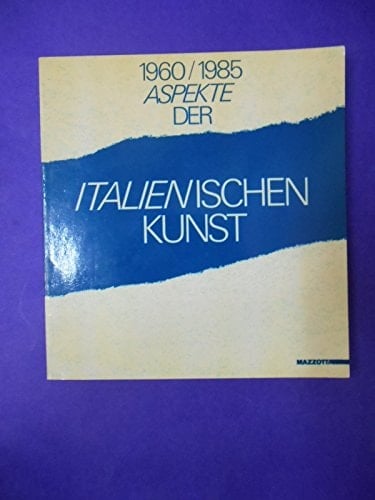 1960/1985
ASPEKTE
DER
ITALIENISCHEN
KUNST
MAZZOTTA